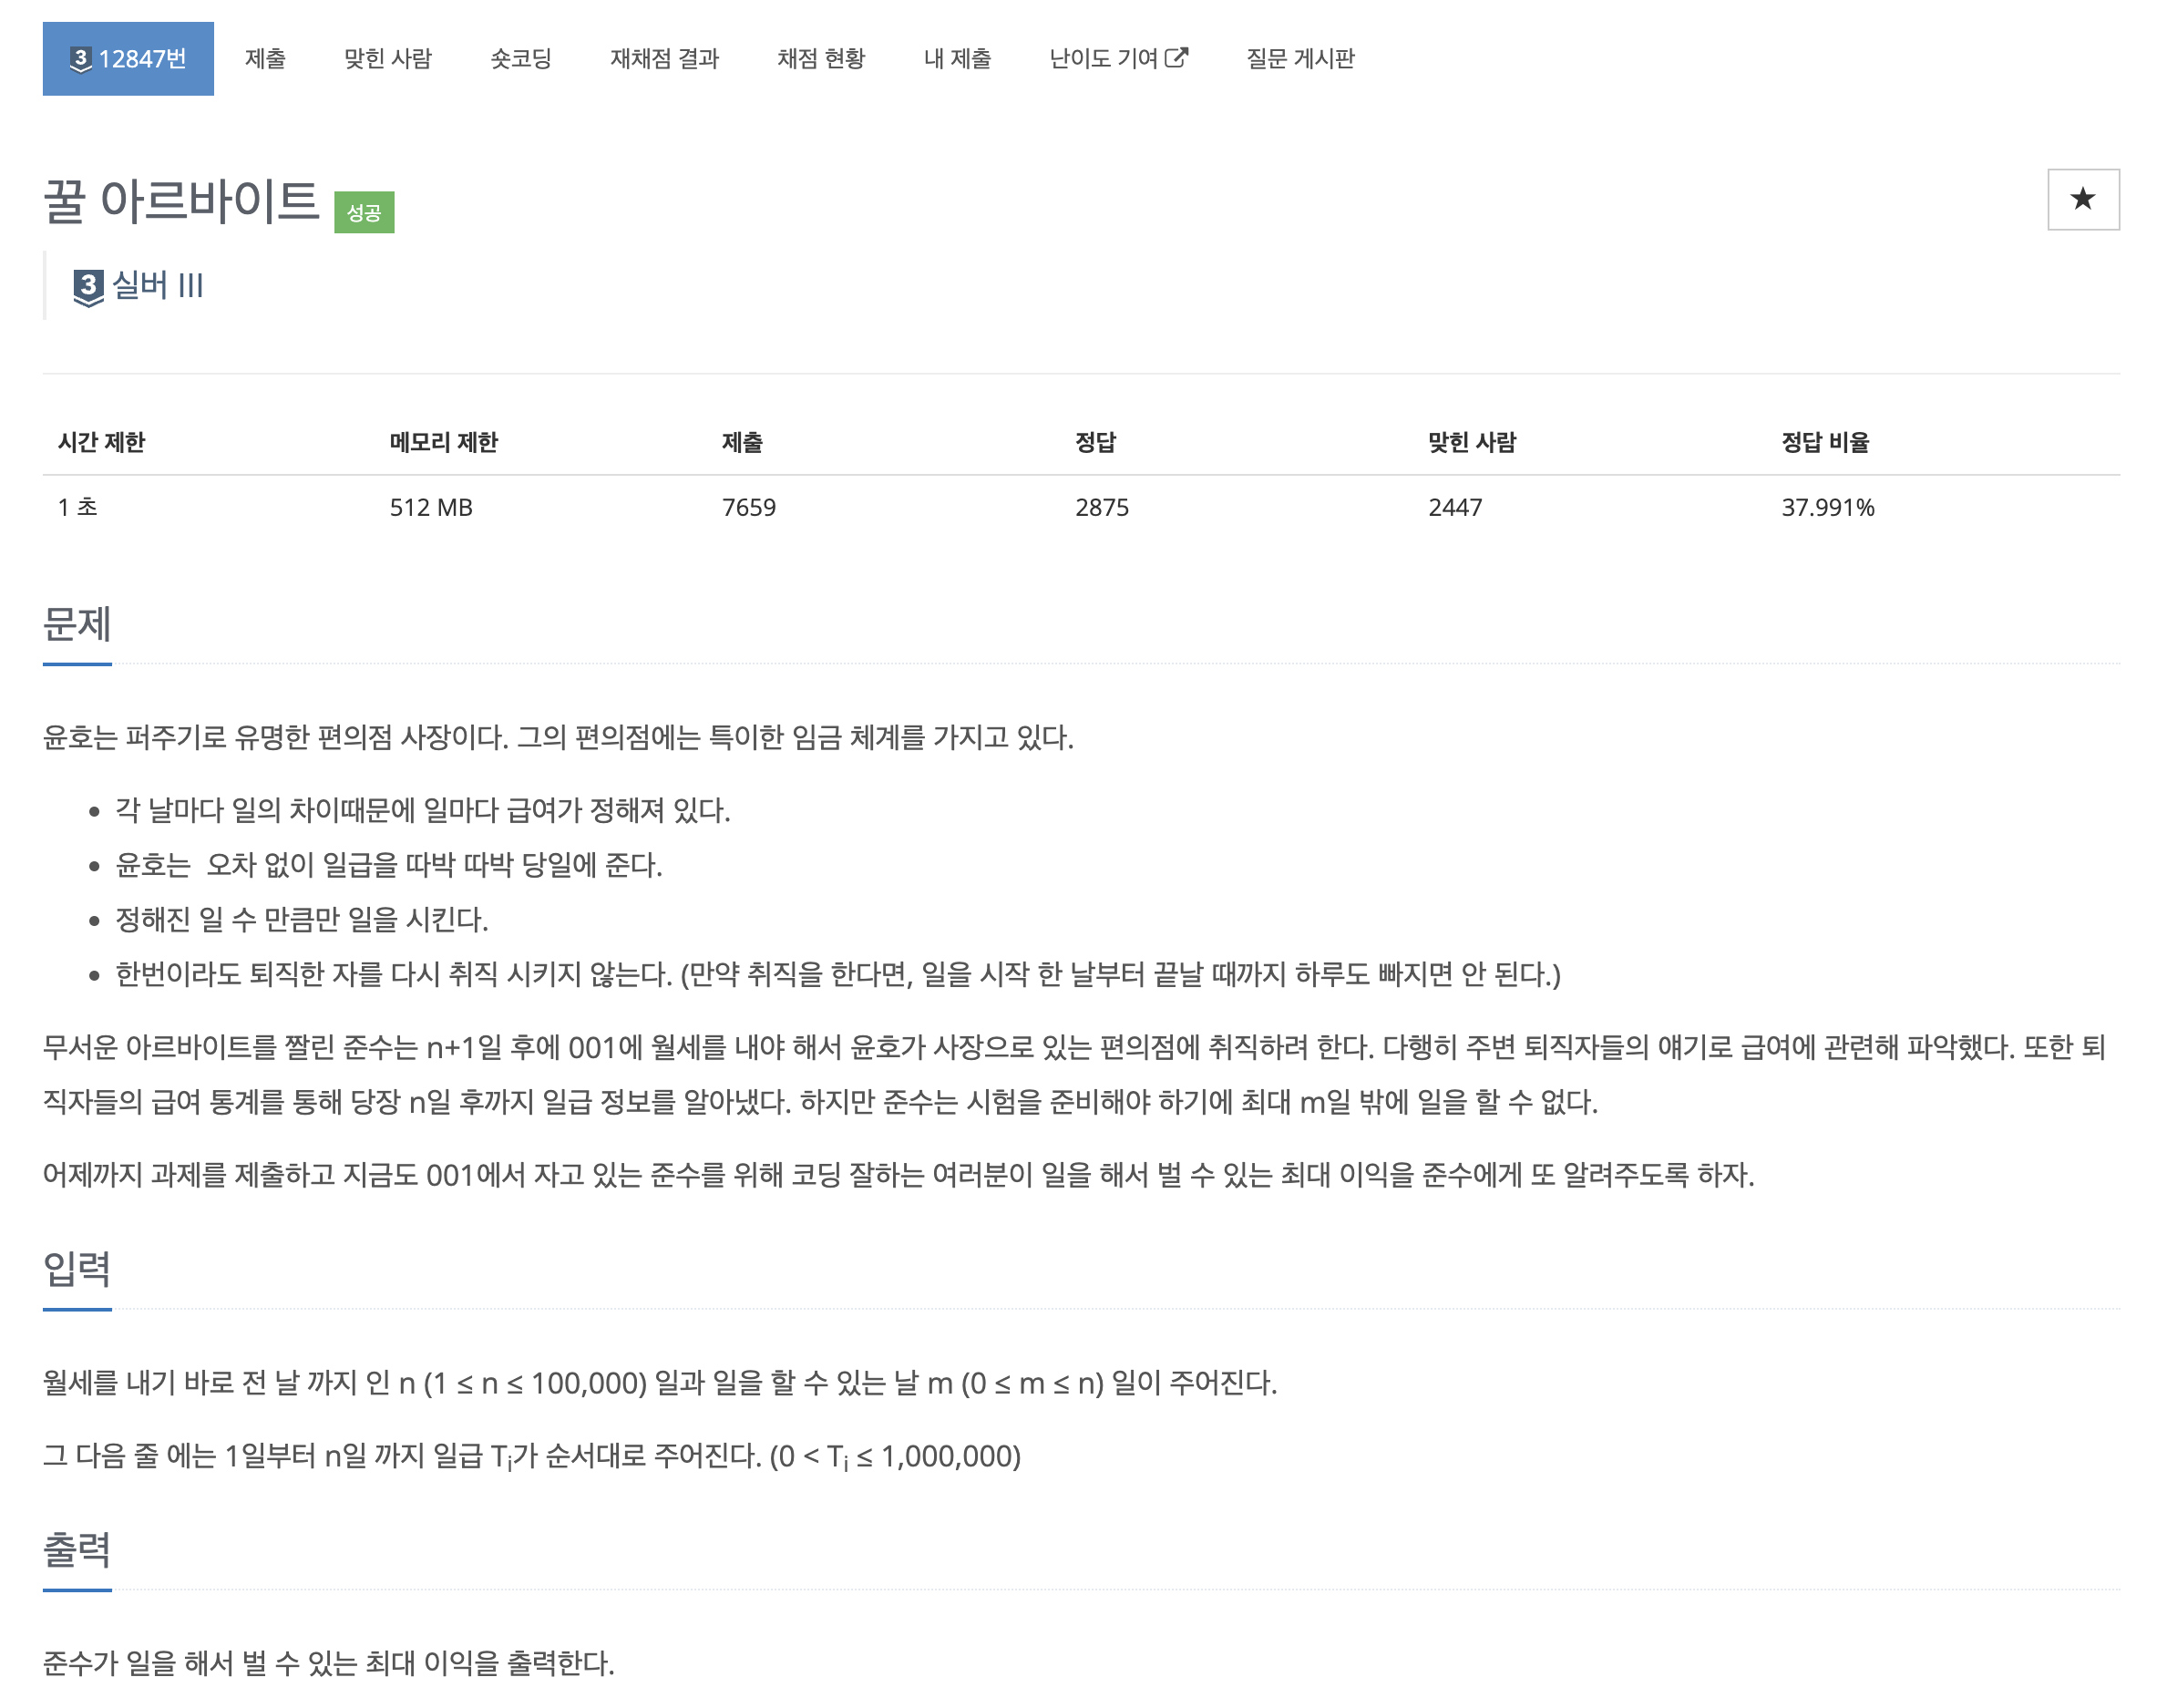 3 12847번 제출 맞힌 사람 숏코딩 재채점 결과 채점 현황 내 제출 난이도 기여 질문 게시판
꿀 아르바이트 성공
★
3 실버 III
시간 제한 메모리 제한 제출 정답 맞힌 사람 정답 비율
1 초 512 MB 7659 2875 2447 37.991%
문제
윤호는 퍼주기로 유명한 편의점 사장이다. 그의 편의점에는 특이한 임금 체계를 가지고 있다.
• 각 날마다 일의 차이때문에 일마다 급여가 정해져 있다.
• 윤호는  오차 없이 일급을 따박 따박 당일에 준다.
• 정해진 일 수 만큼만 일을 시킨다.
• 한번이라도 퇴직한 자를 다시 취직 시키지 않는다. (만약 취직을 한다면, 일을 시작 한 날부터 끝날 때까지 하루도 빠지면 안 된다.)
무서운 아르바이트를 짤린 준수는 n+1일 후에 001에 월세를 내야 해서 윤호가 사장으로 있는 편의점에 취직하려 한다. 다행히 주변 퇴직자들의 얘기로 급여에 관련해 파악했다. 또한 퇴
직자들의 급여 통계를 통해 당장 n일 후까지 일급 정보를 알아냈다. 하지만 준수는 시험을 준비해야 하기에 최대 m일 밖에 일을 할 수 없다.
어제까지 과제를 제출하고 지금도 001에서 자고 있는 준수를 위해 코딩 잘하는 여러분이 일을 해서 벌 수 있는 최대 이익을 준수에게 또 알려주도록 하자.
입력
월세를 내기 바로 전 날 까지 인 n (1 ≤ n ≤ 100,000) 일과 일을 할 수 있는 날 m (0 ≤ m ≤ n) 일이 주어진다.
그 다음 줄 에는 1일부터 n일 까지 일급 Ti가 순서대로 주어진다. (0 < Ti ≤ 1,000,000)
출력
준수가 일을 해서 벌 수 있는 최대 이익을 출력한다.